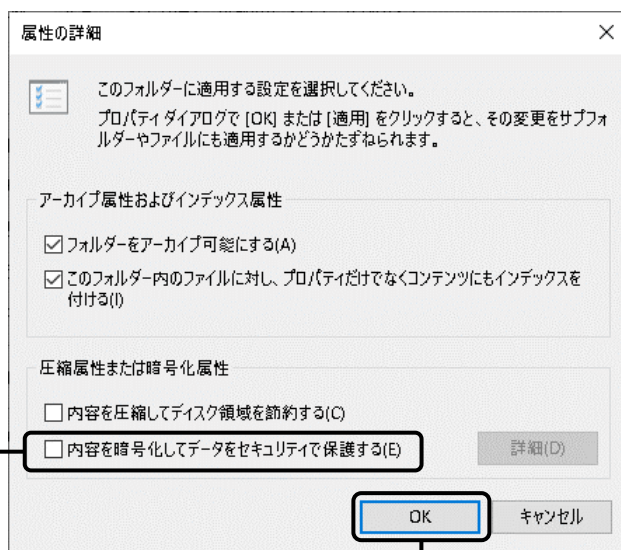 属性の詳細
このフォルダーに適用する設定を選択してください。
プロパティ ダイアログで [OK] または [適用] をクリックすると、その変更をサブフォ
ルダーやファイルにも適用するかどうかたずねられます。
アーカイブ属性およびインデックス属性
フォルダーをアーカイブ可能にする(A)
このフォルダー内のファイルに対し、プロパティだけでなくコンテンツにもインデックスを
付ける(I)
圧縮属性または暗号化属性
内容を圧縮してディスク領域を節約する(C)
内容を暗号化してデータをセキュリティで保護する(E)
詳細(D)
OK
キャンセル